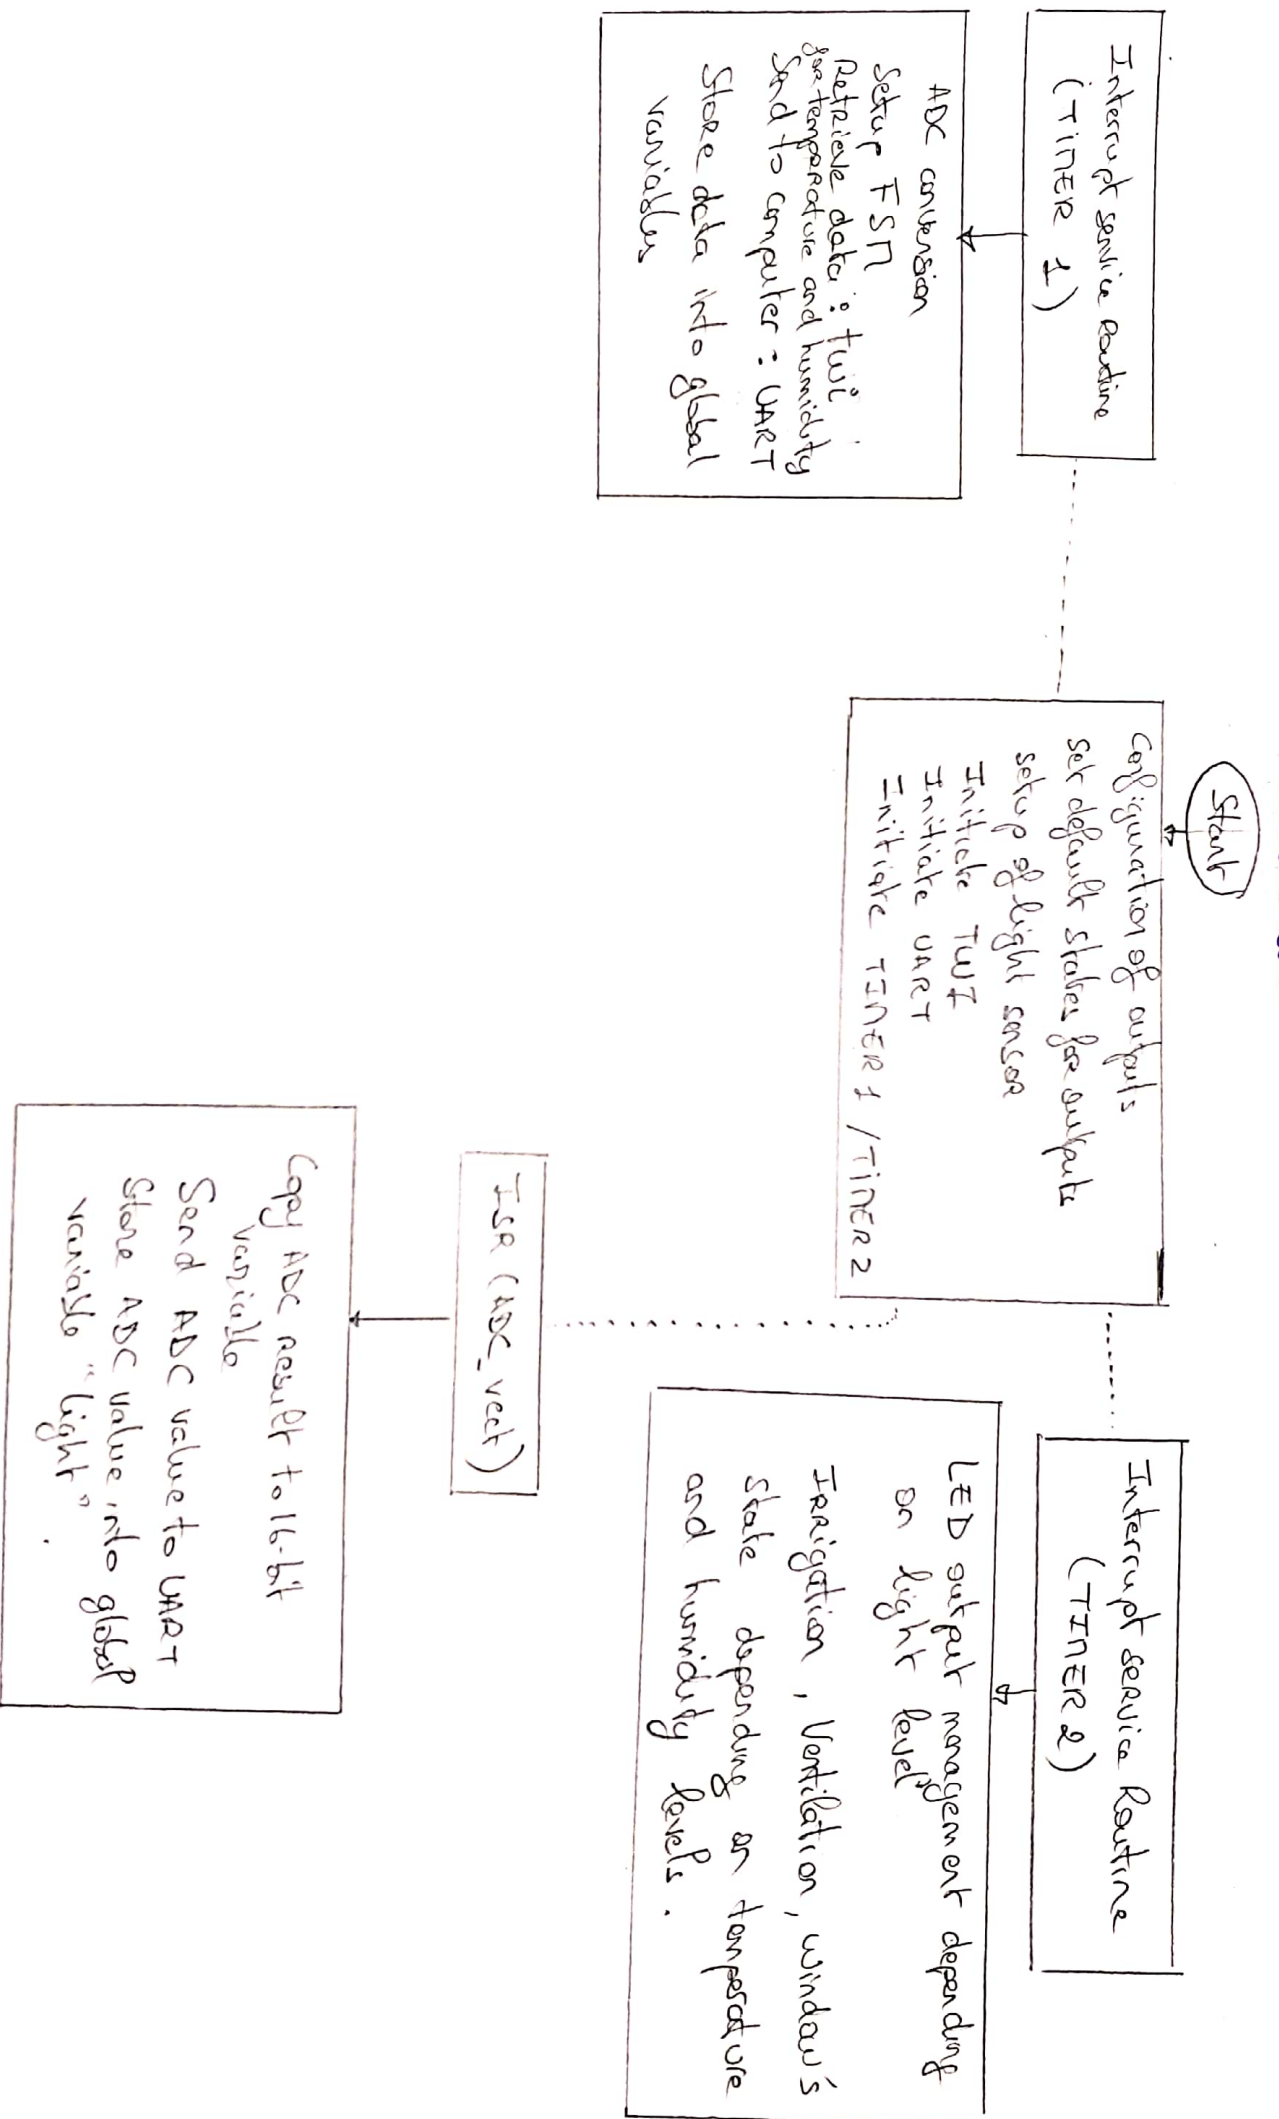 Start
Configuration of outputs
set default states for outputs
setup of light sensor
Initiate TWI
Initiate UART
Initiate TIMER1/TIMER2
Interrupt service Routine
(TIMER 1)
ADC conversion
Setup FSM
Retrieve data: twi
for temperature and humidity
Send to computer: UART
Store data into global
variables
Interrupt service Routine
(TIMER 2)
LED output management depending
on light level
Irrigation, Ventilation, window's
state depending on temperature
and humidity levels.
ISR (ADC_vect)
Copy ADC result to 16-bit
variable
Send ADC value to UART
Store ADC value into global
variable "light".